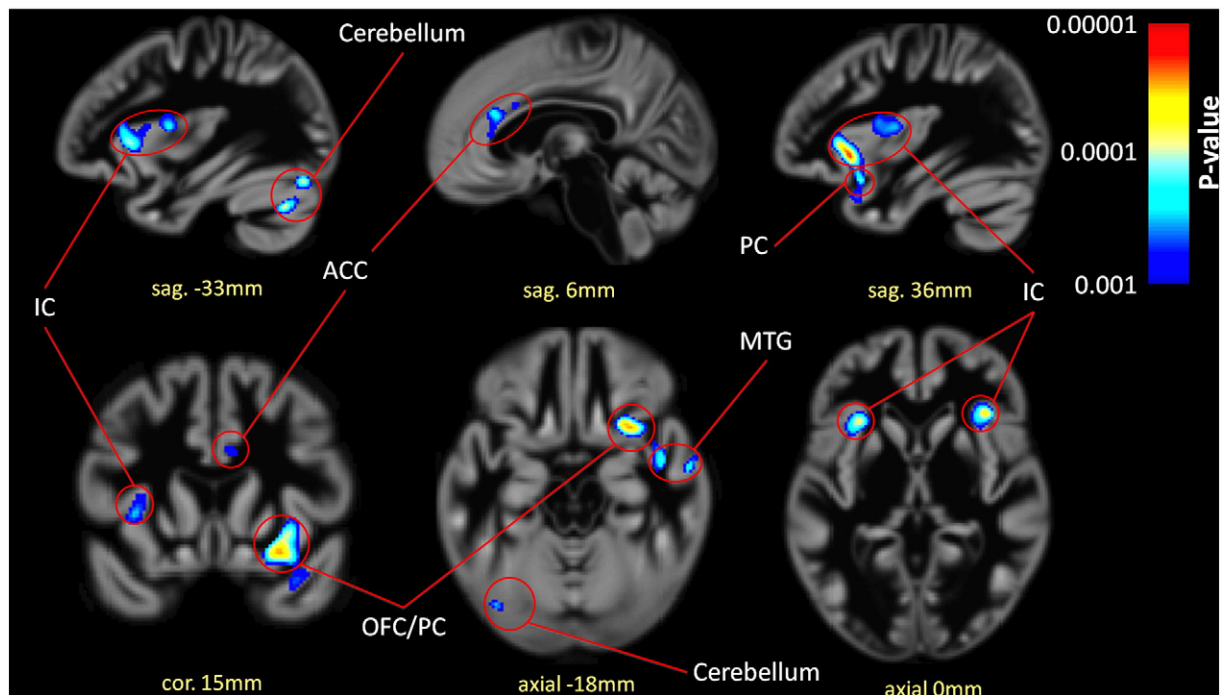 Cerebellum
0.00001
0.0001
0.001
P-value
PC
ACC
IC
sag. -33mm
sag. 6mm
sag. 36mm
IC
MTG
OFC/PC
Cerebellum
cor. 15mm
axial -18mm
axial 0mm